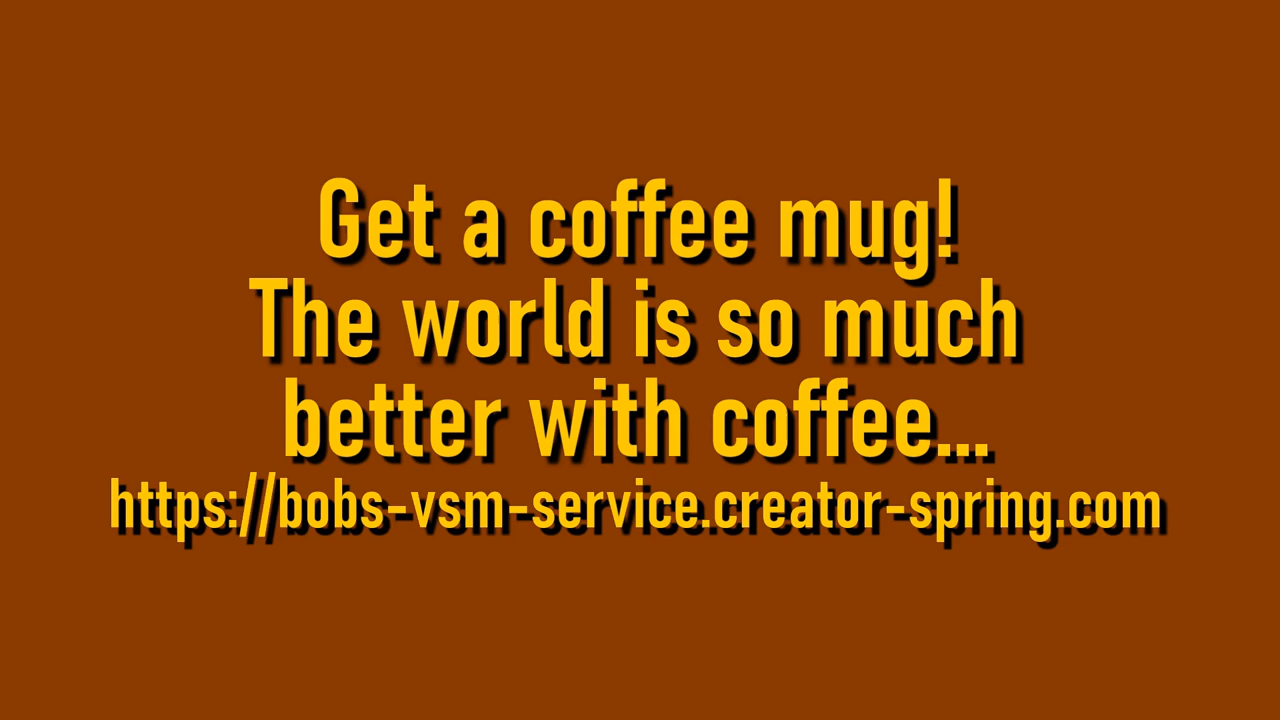 Get a coffee mug!
The world is so much
better with coffee...
https://bobs-vsm-service.creator-spring.com